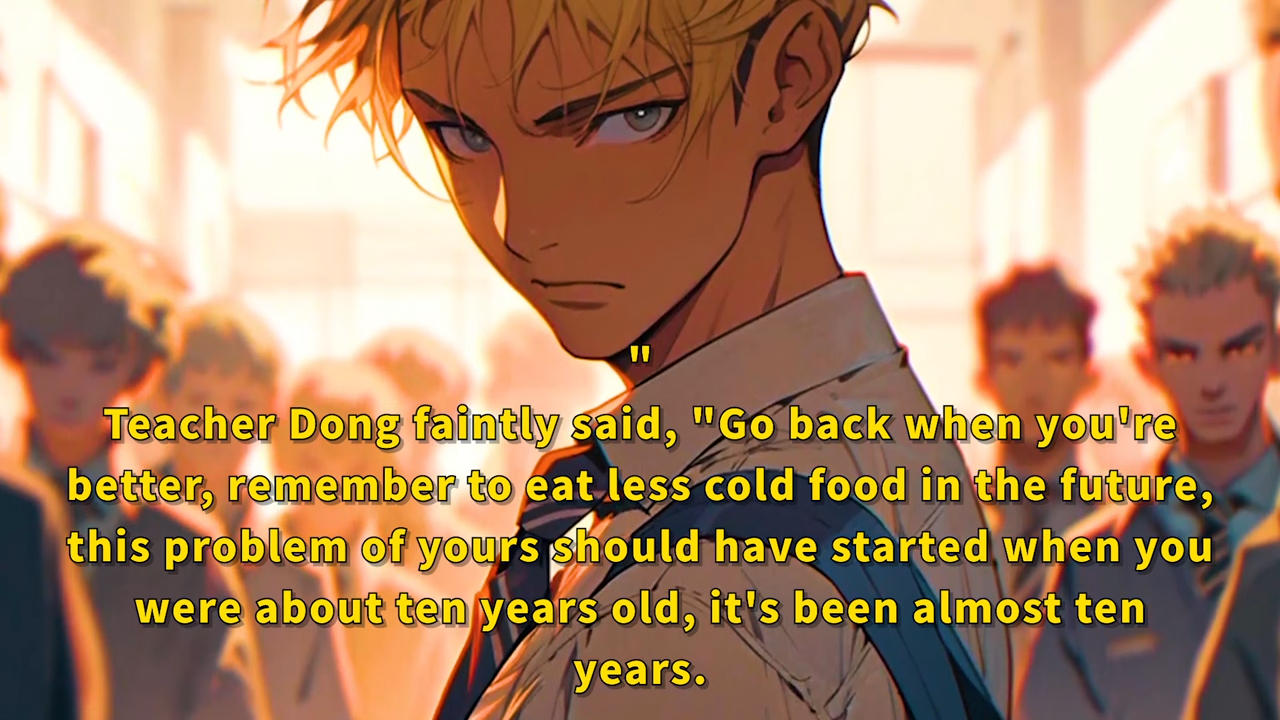 "
Teacher Dong faintly said, "Go back when you're
better, remember to eat less cold food in the future,
this problem of yours should have started when you
were about ten years old, it's been almost ten
years.